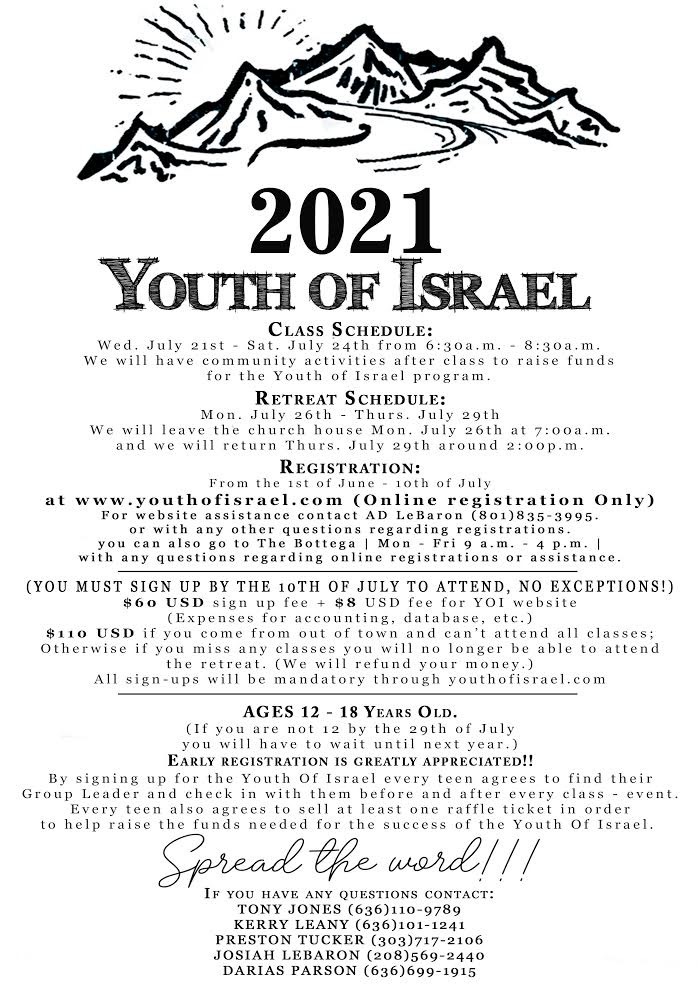 2021
YOUTH OF ISRAEL
CLASS SCHEDULE:
Wed. July 21st - Sat. July 24th from 6:30a.m. - 8:30a.m.
We will have community activities after class to raise funds
for the Youth of Israel program.
RETREAT SCHEDULE:
Mon. July 26th - Thurs. July 29th
We will leave the church house Mon. July 26th at 7:00a.m.
and we will return Thurs. July 29th around 2:00p.m.
REGISTRATION:
From the 1st of June - 10th of July
at www.youthofisrael.com (Online registration Only)
For website assistance contact AD LeBaron (801)835-3995.
or with any other questions regarding registrations.
you can also go to The Bottega | Mon - Fri 9 a.m. - 4 p.m. |
with any questions regarding online registrations or assistance.
(YOU MUST SIGN UP BY THE 10TH OF JULY TO ATTEND, NO EXCEPTIONS!)
$60 USD sign up fee + $8 USD fee for YOI website
(Expenses for accounting, database, etc.)
$110 USD if you come from out of town and can't attend all classes;
Otherwise if you miss any classes you will no longer be able to attend
the retreat. (We will refund your money.)
All sign-ups will be mandatory through youthofisrael.com
AGES 12 - 18 YEARS OLD.
(If you are not 12 by the 29th of July
you will have to wait until next year.)
EARLY REGISTRATION IS GREATLY APPRECIATED!!
By signing up for the Youth Of Israel every teen agrees to find their
Group Leader and check in with them before and after every class - event.
Every teen also agrees to sell at least one raffle ticket in order
to help raise the funds needed for the success of the Youth Of Israel.
Spread the word!!!
IF YOU HAVE ANY QUESTIONS CONTACT:
TONY JONES (636)110-9789
KERRY LEANY (636)101-1241
PRESTON TUCKER (303)717-2106
JOSIAH LEBARON (208)569-2440
DARIAS PARSON (636)699-1915